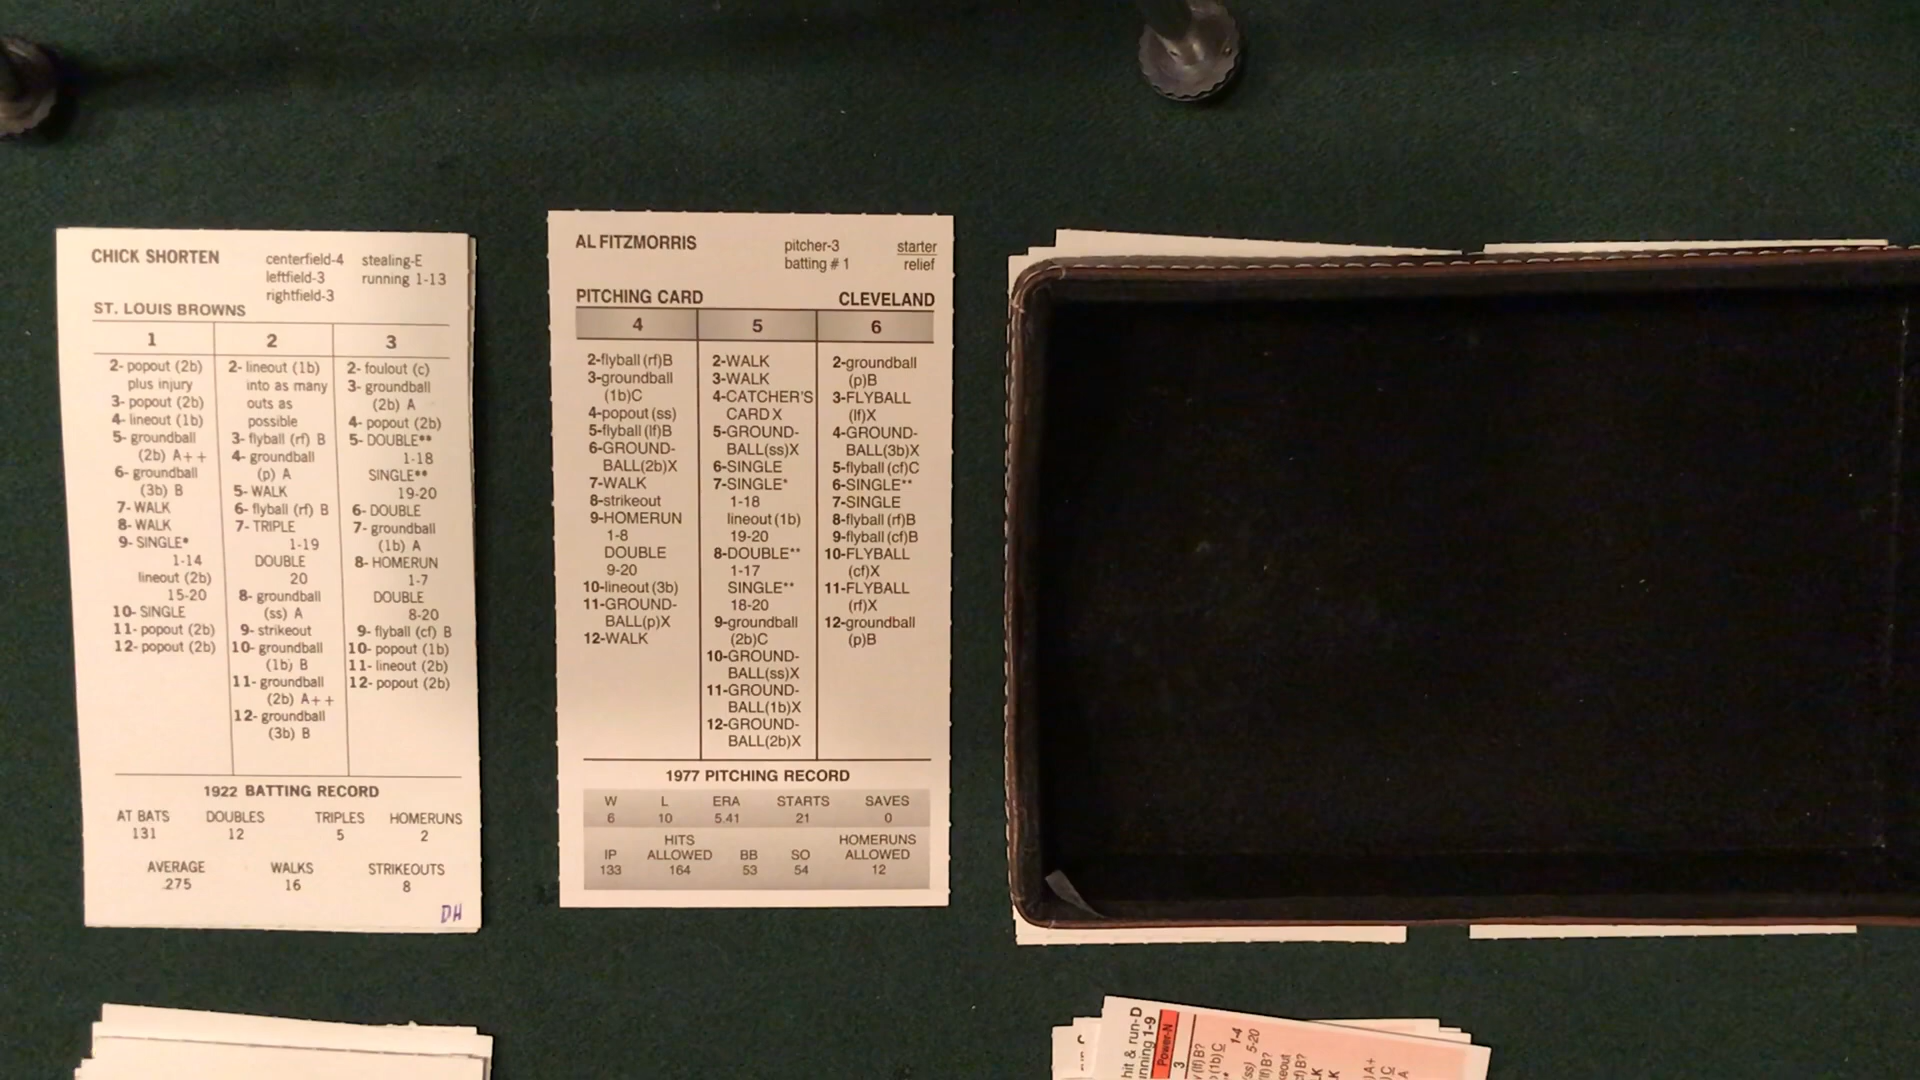 CHICK SHORTEN
centerfield-4 stealing-E
leftfield-3 running 1-13
rightfield-3
ST. LOUIS BROWNS
1
2- popout (2b)
plus injury
3- popout (2b)
4- lineout (1b)
5- groundball
(2b) A++
6- groundball
(3b) B
7- WALK
8- WALK
9- SINGLE*
1-14
lineout (2b)
15-20
10- SINGLE
11- popout (2b)
12- popout (2b)
2
2- lineout (1b)
into as many
outs as
possible
3- flyball (rf) B
4- groundball
(p) A
5- WALK
6- flyball (rf) B
7- TRIPLE
1-19
DOUBLE
20
8- groundball
(ss) A
9- strikeout
10- groundball
(1b) B
11- groundball
(2b) A++
12- groundball
(3b) B
3
2- foulout (c)
3- groundball
(2b) A
4- popout (2b)
5- DOUBLE**
1-18
SINGLE**
19-20
6- DOUBLE
7- groundball
(1b) A
8- HOMERUN
1-7
DOUBLE
8-20
9- flyball (cf) B
10- popout (1b)
11- lineout (2b)
12- popout (2b)
1922 BATTING RECORD
AT BATS DOUBLES TRIPLES HOMERUNS
131 12 5 2
AVERAGE WALKS STRIKEOUTS
.275 16 8
DH
AL FITZMORRIS
pitcher-3 starter
batting # 1 relief
PITCHING CARD CLEVELAND
4
2-flyball (rf)B
3-groundball
(1b)C
4-popout (ss)
5-flyball (lf)B
6-GROUND-
BALL(2b)X
7-WALK
8-strikeout
9-HOMERUN
1-8
DOUBLE
9-20
10-lineout (3b)
11-GROUND-
BALL(p)X
12-WALK
5
2-WALK
3-WALK
4-CATCHER'S
CARD X
5-GROUND-
BALL(ss)X
6-SINGLE
7-SINGLE*
1-18
lineout (1b)
19-20
8-DOUBLE**
1-17
SINGLE**
18-20
9-groundball
(2b)C
10-GROUND-
BALL(ss)X
11-GROUND-
BALL(1b)X
12-GROUND-
BALL(2b)X
6
2-groundball
(p)B
3-FLYBALL
(lf)X
4-GROUND-
BALL(3b)X
5-flyball (cf)C
6-SINGLE**
7-SINGLE
8-flyball (rf)B
9-flyball (cf)B
10-FLYBALL
(cf)X
11-FLYBALL
(rf)X
12-groundball
(p)B
1977 PITCHING RECORD
W L ERA STARTS SAVES
6 10 5.41 21 0
IP HITS ALLOWED BB SO HOMERUNS ALLOWED
133 164 53 54 12
hit & run-D
1-9
Power-N
3
(lf) B?
(1b) C
1-4
(ss) 5-20